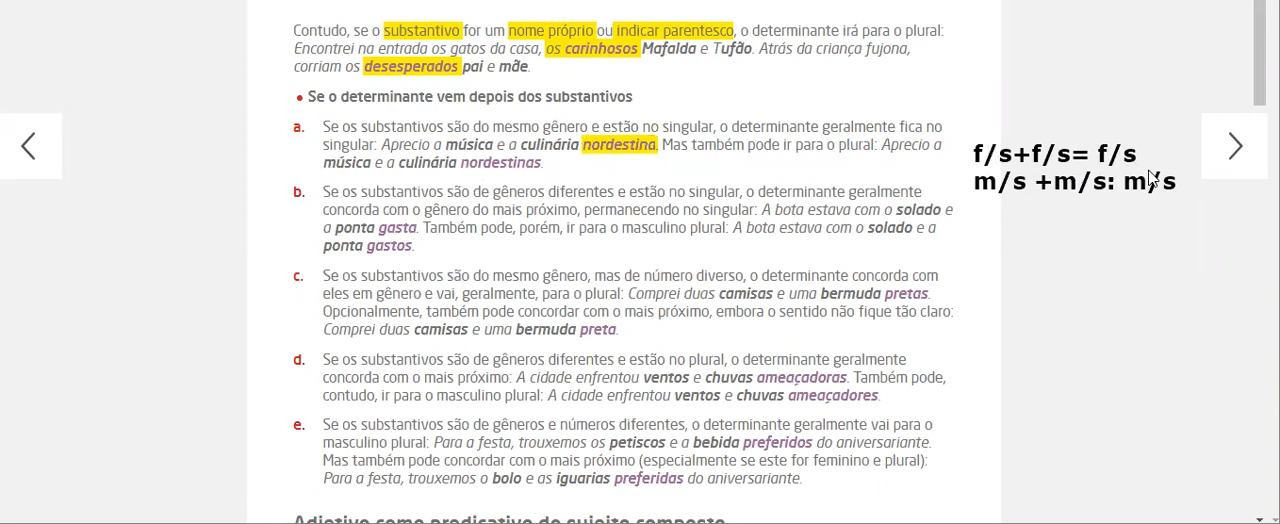 Contudo, se o substantivo for um nome próprio ou indicar parentesco, o determinante irá para o plural:
Encontrei na entrada os gatos da casa, os carinhosos Mafalda e Tufão. Atrás da criança fujona,
corriam os desesperados pai e mãe.
• Se o determinante vem depois dos substantivos
a. Se os substantivos são do mesmo gênero e estão no singular, o determinante geralmente fica no
singular: Aprecio a música e a culinária nordestina. Mas também pode ir para o plural: Aprecio a
música e a culinária nordestinas.
f/s+f/s= f/s
m/s +m/s: m/s
b. Se os substantivos são de gêneros diferentes e estão no singular, o determinante geralmente
concorda com o gênero do mais próximo, permanecendo no singular: A bota estava com o solado e
a ponta gasta. Também pode, porém, ir para o masculino plural: A bota estava com o solado e a
ponta gastos.
c. Se os substantivos são do mesmo gênero, mas de número diverso, o determinante concorda com
eles em gênero e vai, geralmente, para o plural: Comprei duas camisas e uma bermuda pretas.
Opcionalmente, também pode concordar com o mais próximo, embora o sentido não fique tão claro:
Comprei duas camisas e uma bermuda preta.
d. Se os substantivos são de gêneros diferentes e estão no plural, o determinante geralmente
concorda com o mais próximo: A cidade enfrentou ventos e chuvas ameaçadoras. Também pode,
contudo, ir para o masculino plural: A cidade enfrentou ventos e chuvas ameaçadores.
e. Se os substantivos são de gêneros e números diferentes, o determinante geralmente vai para o
masculino plural: Para a festa, trouxemos os petiscos e a bebida preferidos do aniversariante.
Mas também pode concordar com o mais próximo (especialmente se este for feminino e plural):
Para a festa, trouxemos o bolo e as iguarias preferidas do aniversariante.
Adjetivo como predicativo do sujeito composto